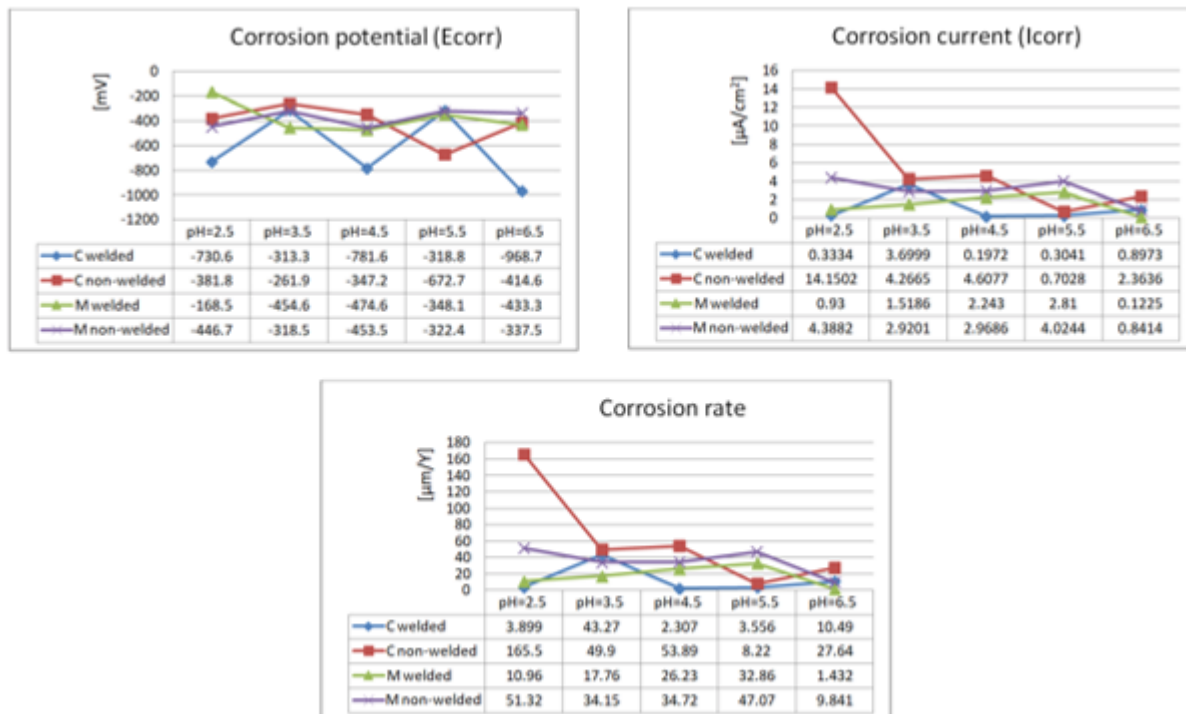 Corrosion potential (Ecorr)
[mV]
0
-200
-400
-600
-800
-1000
-1200
pH=2.5 pH=3.5 pH=4.5 pH=5.5 pH=6.5
C welded -730.6 -313.3 -781.6 -318.8 -968.7
C non-welded -381.8 -261.9 -347.2 -672.7 -414.6
M welded -168.5 -454.6 -474.6 -348.1 -433.3
M non-welded -446.7 -318.5 -453.5 -322.4 -337.5
Corrosion current (Icorr)
[µA/cm²]
16
14
12
10
8
6
4
2
0
pH=2.5 pH=3.5 pH=4.5 pH=5.5 pH=6.5
C welded 0.3334 3.6999 0.1972 0.3041 0.8973
C non-welded 14.1502 4.2665 4.6077 0.7028 2.3636
M welded 0.93 1.5186 2.243 2.81 0.1225
M non-welded 4.3882 2.9201 2.9686 4.0244 0.8414
Corrosion rate
[µm/Y]
180
160
140
120
100
80
60
40
20
0
pH=2.5 pH=3.5 pH=4.5 pH=5.5 pH=6.5
C welded 3.899 43.27 2.307 3.556 10.49
C non-welded 165.5 49.9 53.89 8.22 27.64
M welded 10.96 17.76 26.23 32.86 1.432
M non-welded 51.32 34.15 34.72 47.07 9.841